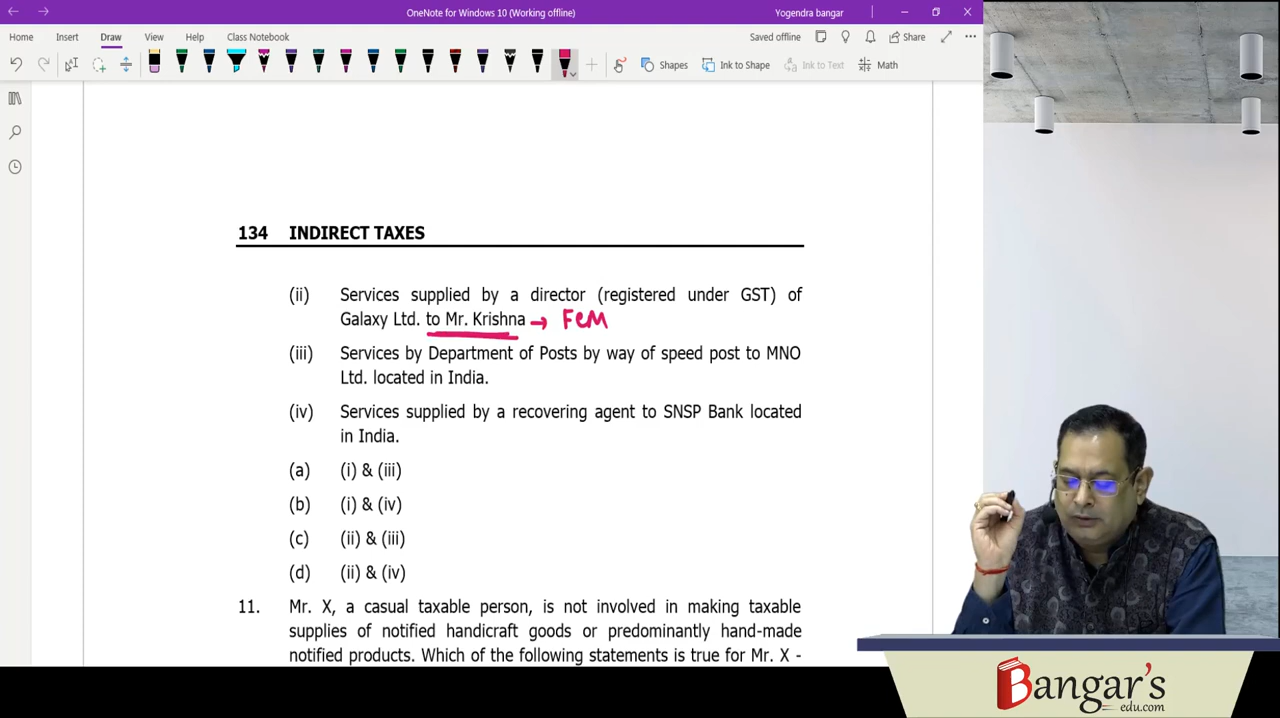 OneNote for Windows 10 (Working offline)
Yogendra bangar
Home Insert Draw View Help Class Notebook
Saved offline
Share
Shapes
Ink to Shape
Ink to Text
Math
134 INDIRECT TAXES
(ii) Services supplied by a director (registered under GST) of
Galaxy Ltd. to Mr. Krishna → FCM
(iii) Services by Department of Posts by way of speed post to MNO
Ltd. located in India.
(iv) Services supplied by a recovering agent to SNSP Bank located
in India.
(a) (i) & (iii)
(b) (i) & (iv)
(c) (ii) & (iii)
(d) (ii) & (iv)
11. Mr. X, a casual taxable person, is not involved in making taxable
supplies of notified handicraft goods or predominantly hand-made
notified products. Which of the following statements is true for Mr. X -
Bangar's
edu.com